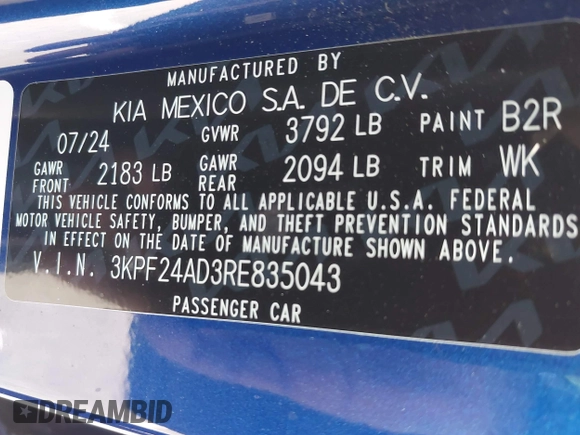 MANUFACTURED BY
KIA MEXICO S.A. DE C.V.
07/24 GVWR 3792 LB PAINT B2R
GAWR FRONT 2183 LB GAWR REAR 2094 LB TRIM WK
THIS VEHICLE CONFORMS TO ALL APPLICABLE U.S.A. FEDERAL
MOTOR VEHICLE SAFETY, BUMPER, AND THEFT PREVENTION STANDARDS
IN EFFECT ON THE DATE OF MANUFACTURE SHOWN ABOVE.
V.I.N. 3KPF24AD3RE835043
PASSENGER CAR
DREAMBID